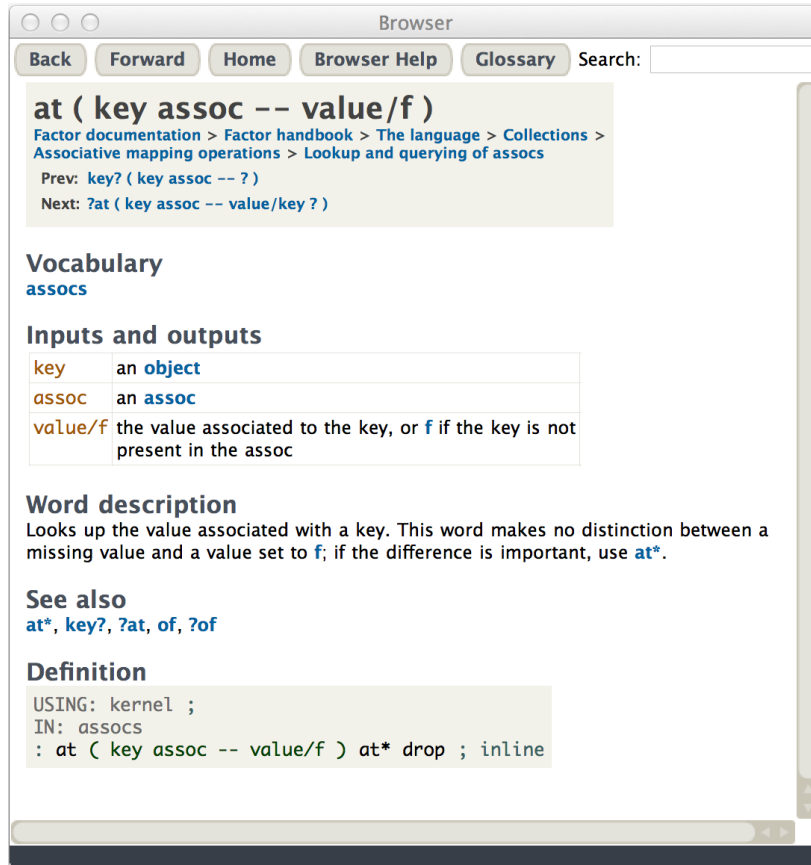 Browser
Back Forward Home Browser Help Glossary Search:
at ( key assoc -- value/f )
Factor documentation > Factor handbook > The language > Collections >
Associative mapping operations > Lookup and querying of assocs
Prev: key? ( key assoc -- ? )
Next: ?at ( key assoc -- value/key ? )
Vocabulary
assocs
Inputs and outputs
key an object
assoc an assoc
value/f the value associated to the key, or f if the key is not
present in the assoc
Word description
Looks up the value associated with a key. This word makes no distinction between a
missing value and a value set to f; if the difference is important, use at*.
See also
at*, key?, ?at, of, ?of
Definition
USING: kernel ;
IN: assocs
: at ( key assoc -- value/f ) at* drop ; inline